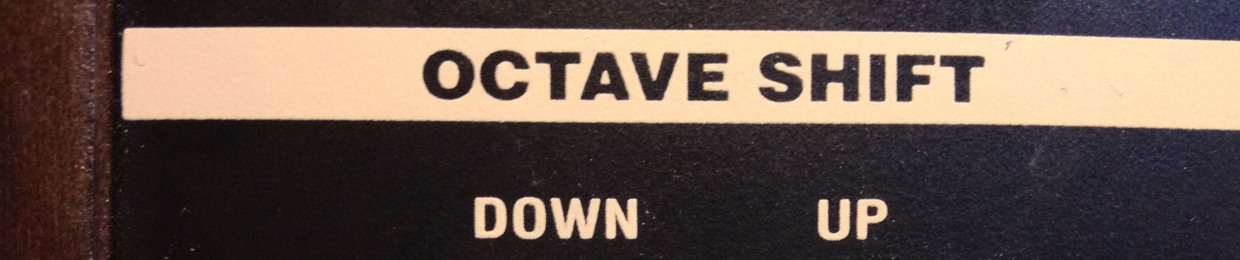 OCTAVE SHIFT
DOWN UP